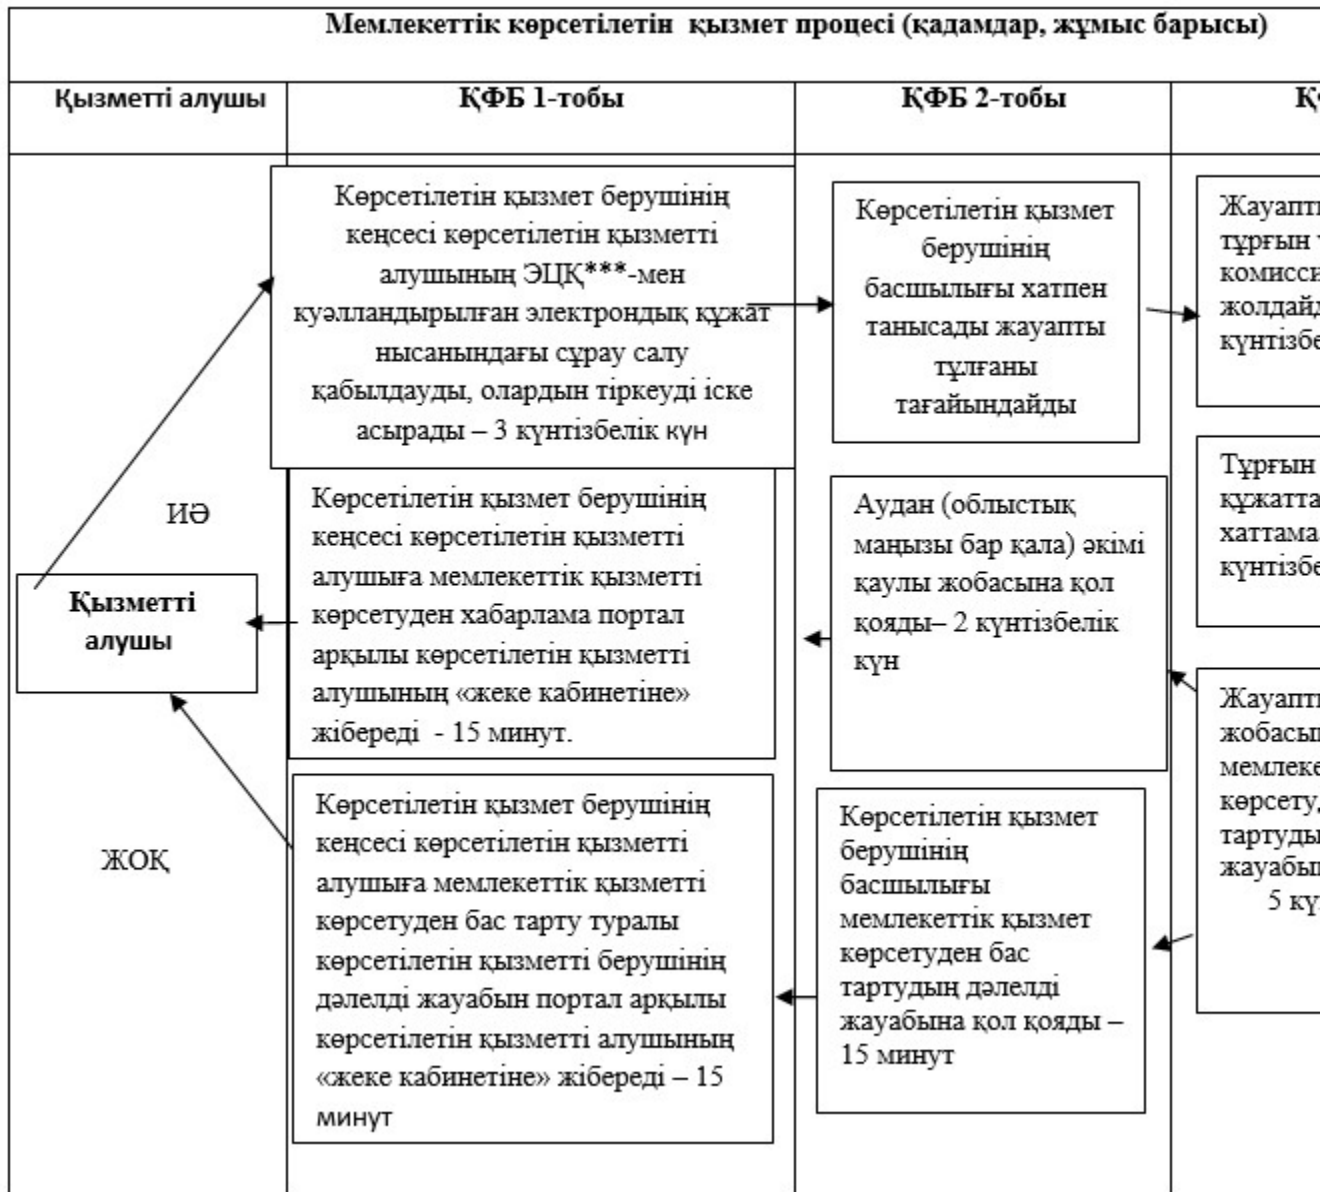 Мемлекеттік көрсетілетін қызмет процесі (қадамдар, жұмыс барысы)
Қызметті алушы
ҚФБ 1-тобы
ҚФБ 2-тобы
Көрсетілетін қызмет берушінің
кеңсесі көрсетілетін қызметті
алушының ЭЦҚ***-мен
куәлландырылған электрондық құжат
нысанындағы сұрау салу
қабылдауды, олардын тіркеуді іске
асырады – 3 күнтізбелік күн
Көрсетілетін қызмет
берушінің
басшылығы хатпен
танысады жауапты
тұлғаны
тағайындайды
ИӘ
Қызметті
алушы
ЖОҚ
Көрсетілетін қызмет берушінің
кеңсесі көрсетілетін қызметті
алушыға мемлекеттік қызметті
көрсетуден хабарлама портал
арқылы көрсетілетін қызметті
алушының «жеке кабинетіне»
жібереді - 15 минут.
Аудан (облыстық
маңызы бар қала) әкімі
қаулы жобасына қол
қояды– 2 күнтізбелік
күн
Көрсетілетін қызмет берушінің
кеңсесі көрсетілетін қызметті
алушыға мемлекеттік қызметті
көрсетуден бас тарту туралы
көрсетілетін қызметті берушінің
дәлелді жауабын портал арқылы
көрсетілетін қызметті алушының
«жеке кабинетіне» жібереді – 15
минут
Көрсетілетін қызмет
берушінің
басшылығы
мемлекеттік қызмет
көрсетуден бас
тартудың дәлелді
жауабына қол қояды –
15 минут
Тұрғын
5